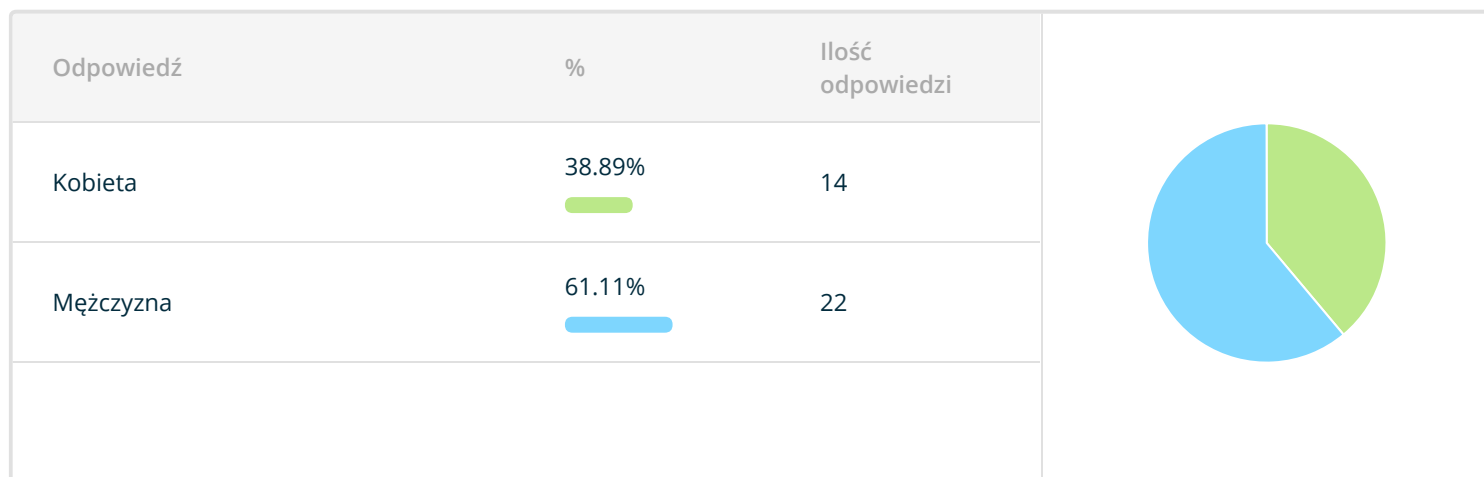 Odpowiedź % Ilość
odpowiedzi
Kobieta 38.89% 14
Mężczyzna 61.11% 22